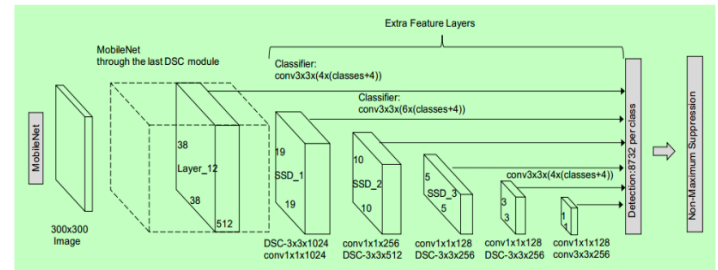 Extra Feature Layers
MobileNet
through the last DSC module
Classifier:
conv3x3x(4x(classes+4))
Classifier:
conv3x3x(6x(classes+4))
MobileNet
300x300
Image
38
Layer_12
38
512
19
SSD_1
19
10
SSD_2
10
5
SSD_3
5
conv3x3x(4x(classes+4))
3
3
1
1
DSC-3x3x1024
conv1x1x1024
conv1x1x256
DSC-3x3x512
conv1x1x128
DSC-3x3x256
conv1x1x128
DSC-3x3x256
conv1x1x128
conv3x3x256
Detection:8732 per class
Non-Maximum Suppression